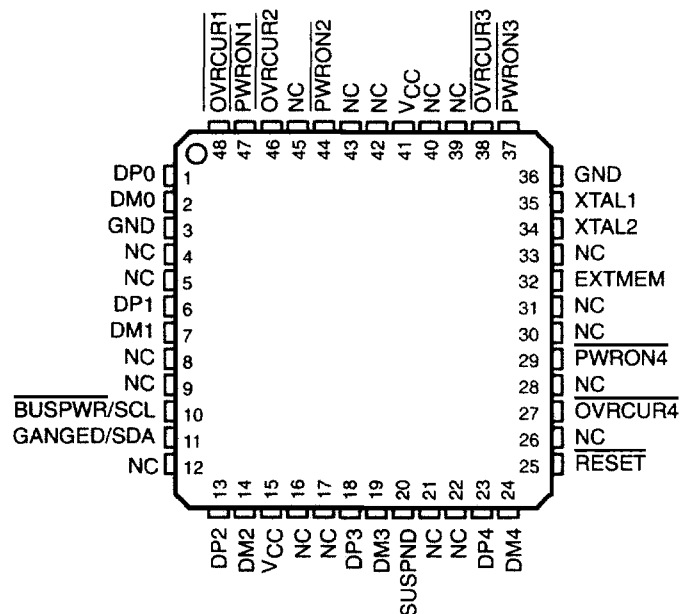 OVRCUR1
PWRON1
OVRCUR2
NC
PWRON2
NC
NC
VCC
NC
NC
OVRCUR3
PWRON3
48 47 46 45 44 43 42 41 40 39 38 37
DP0 1
DM0 2
GND 3
NC 4
NC 5
DP1 6
DM1 7
NC 8
NC 9
BUSPWR/SCL 10
GANGED/SDA 11
NC 12
36 GND
35 XTAL1
34 XTAL2
33 NC
32 EXTMEM
31 NC
30 NC
29 PWRON4
28 NC
27 OVRCUR4
26 NC
25 RESET
13 14 15 16 17 18 19 20 21 22 23 24
DP2
DM2
VCC
NC
NC
DP3
DM3
SUSPND
NC
NC
DP4
DM4